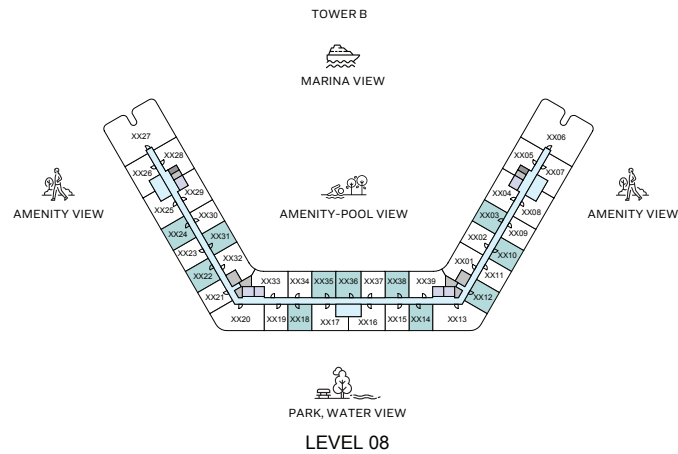 TOWER B
MARINA VIEW
XX27
XX06
XX28
XX05
XX26
XX07
XX29
XX04
AMENITY VIEW
AMENITY-POOL VIEW
AMENITY VIEW
XX25
XX08
XX30
XX03
XX24
XX31
XX02
XX09
XX23
XX10
XX32
XX01
XX22
XX11
XX33
XX34
XX35
XX36
XX37
XX38
XX39
XX21
XX12
XX20
XX19
XX18
XX17
XX16
XX15
XX14
XX13
PARK, WATER VIEW
LEVEL 08